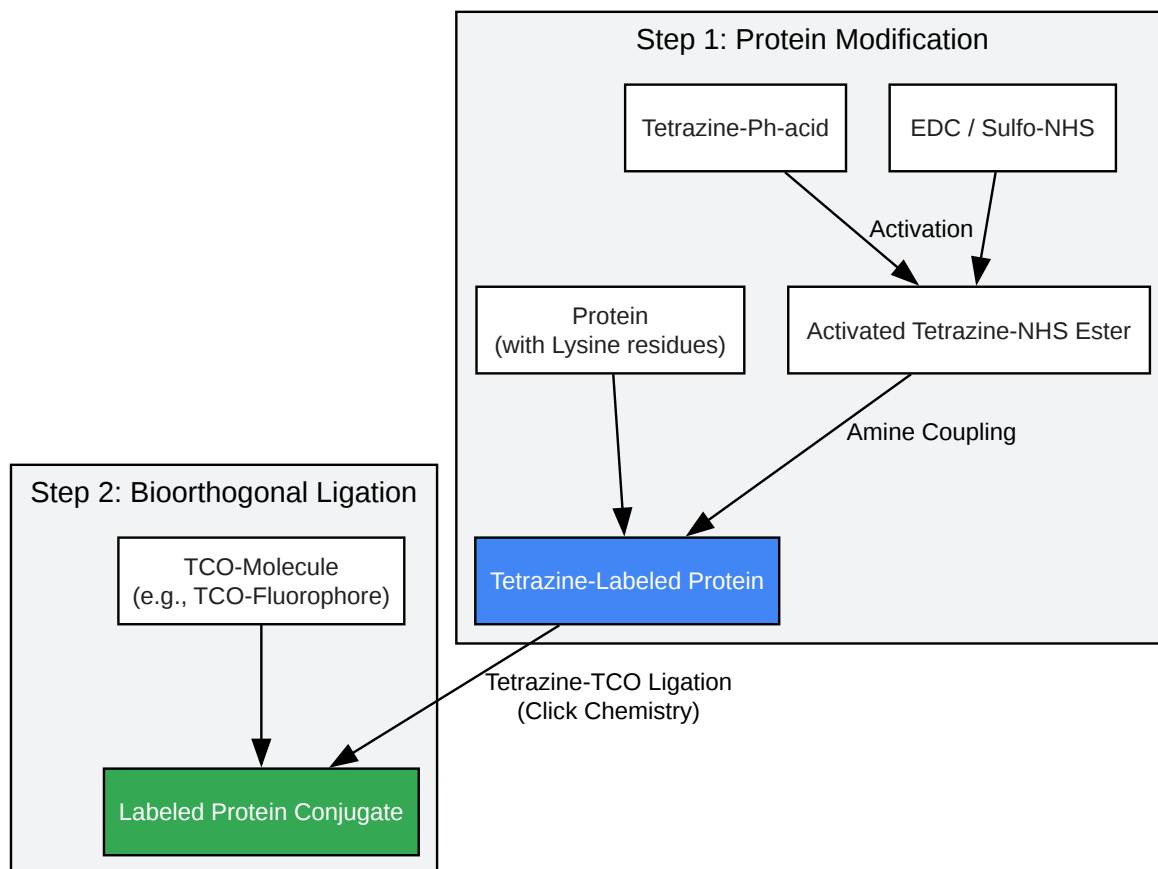 Step 1: Protein Modification
Tetrazine-Ph-acid
EDC / Sulfo-NHS
Activation
Protein
(with Lysine residues)
Activated Tetrazine-NHS Ester
Amine Coupling
Step 2: Bioorthogonal Ligation
TCO-Molecule
(e.g., TCO-Fluorophore)
Tetrazine-Labeled Protein
Tetrazine-TCO Ligation
(Click Chemistry)
Labeled Protein Conjugate